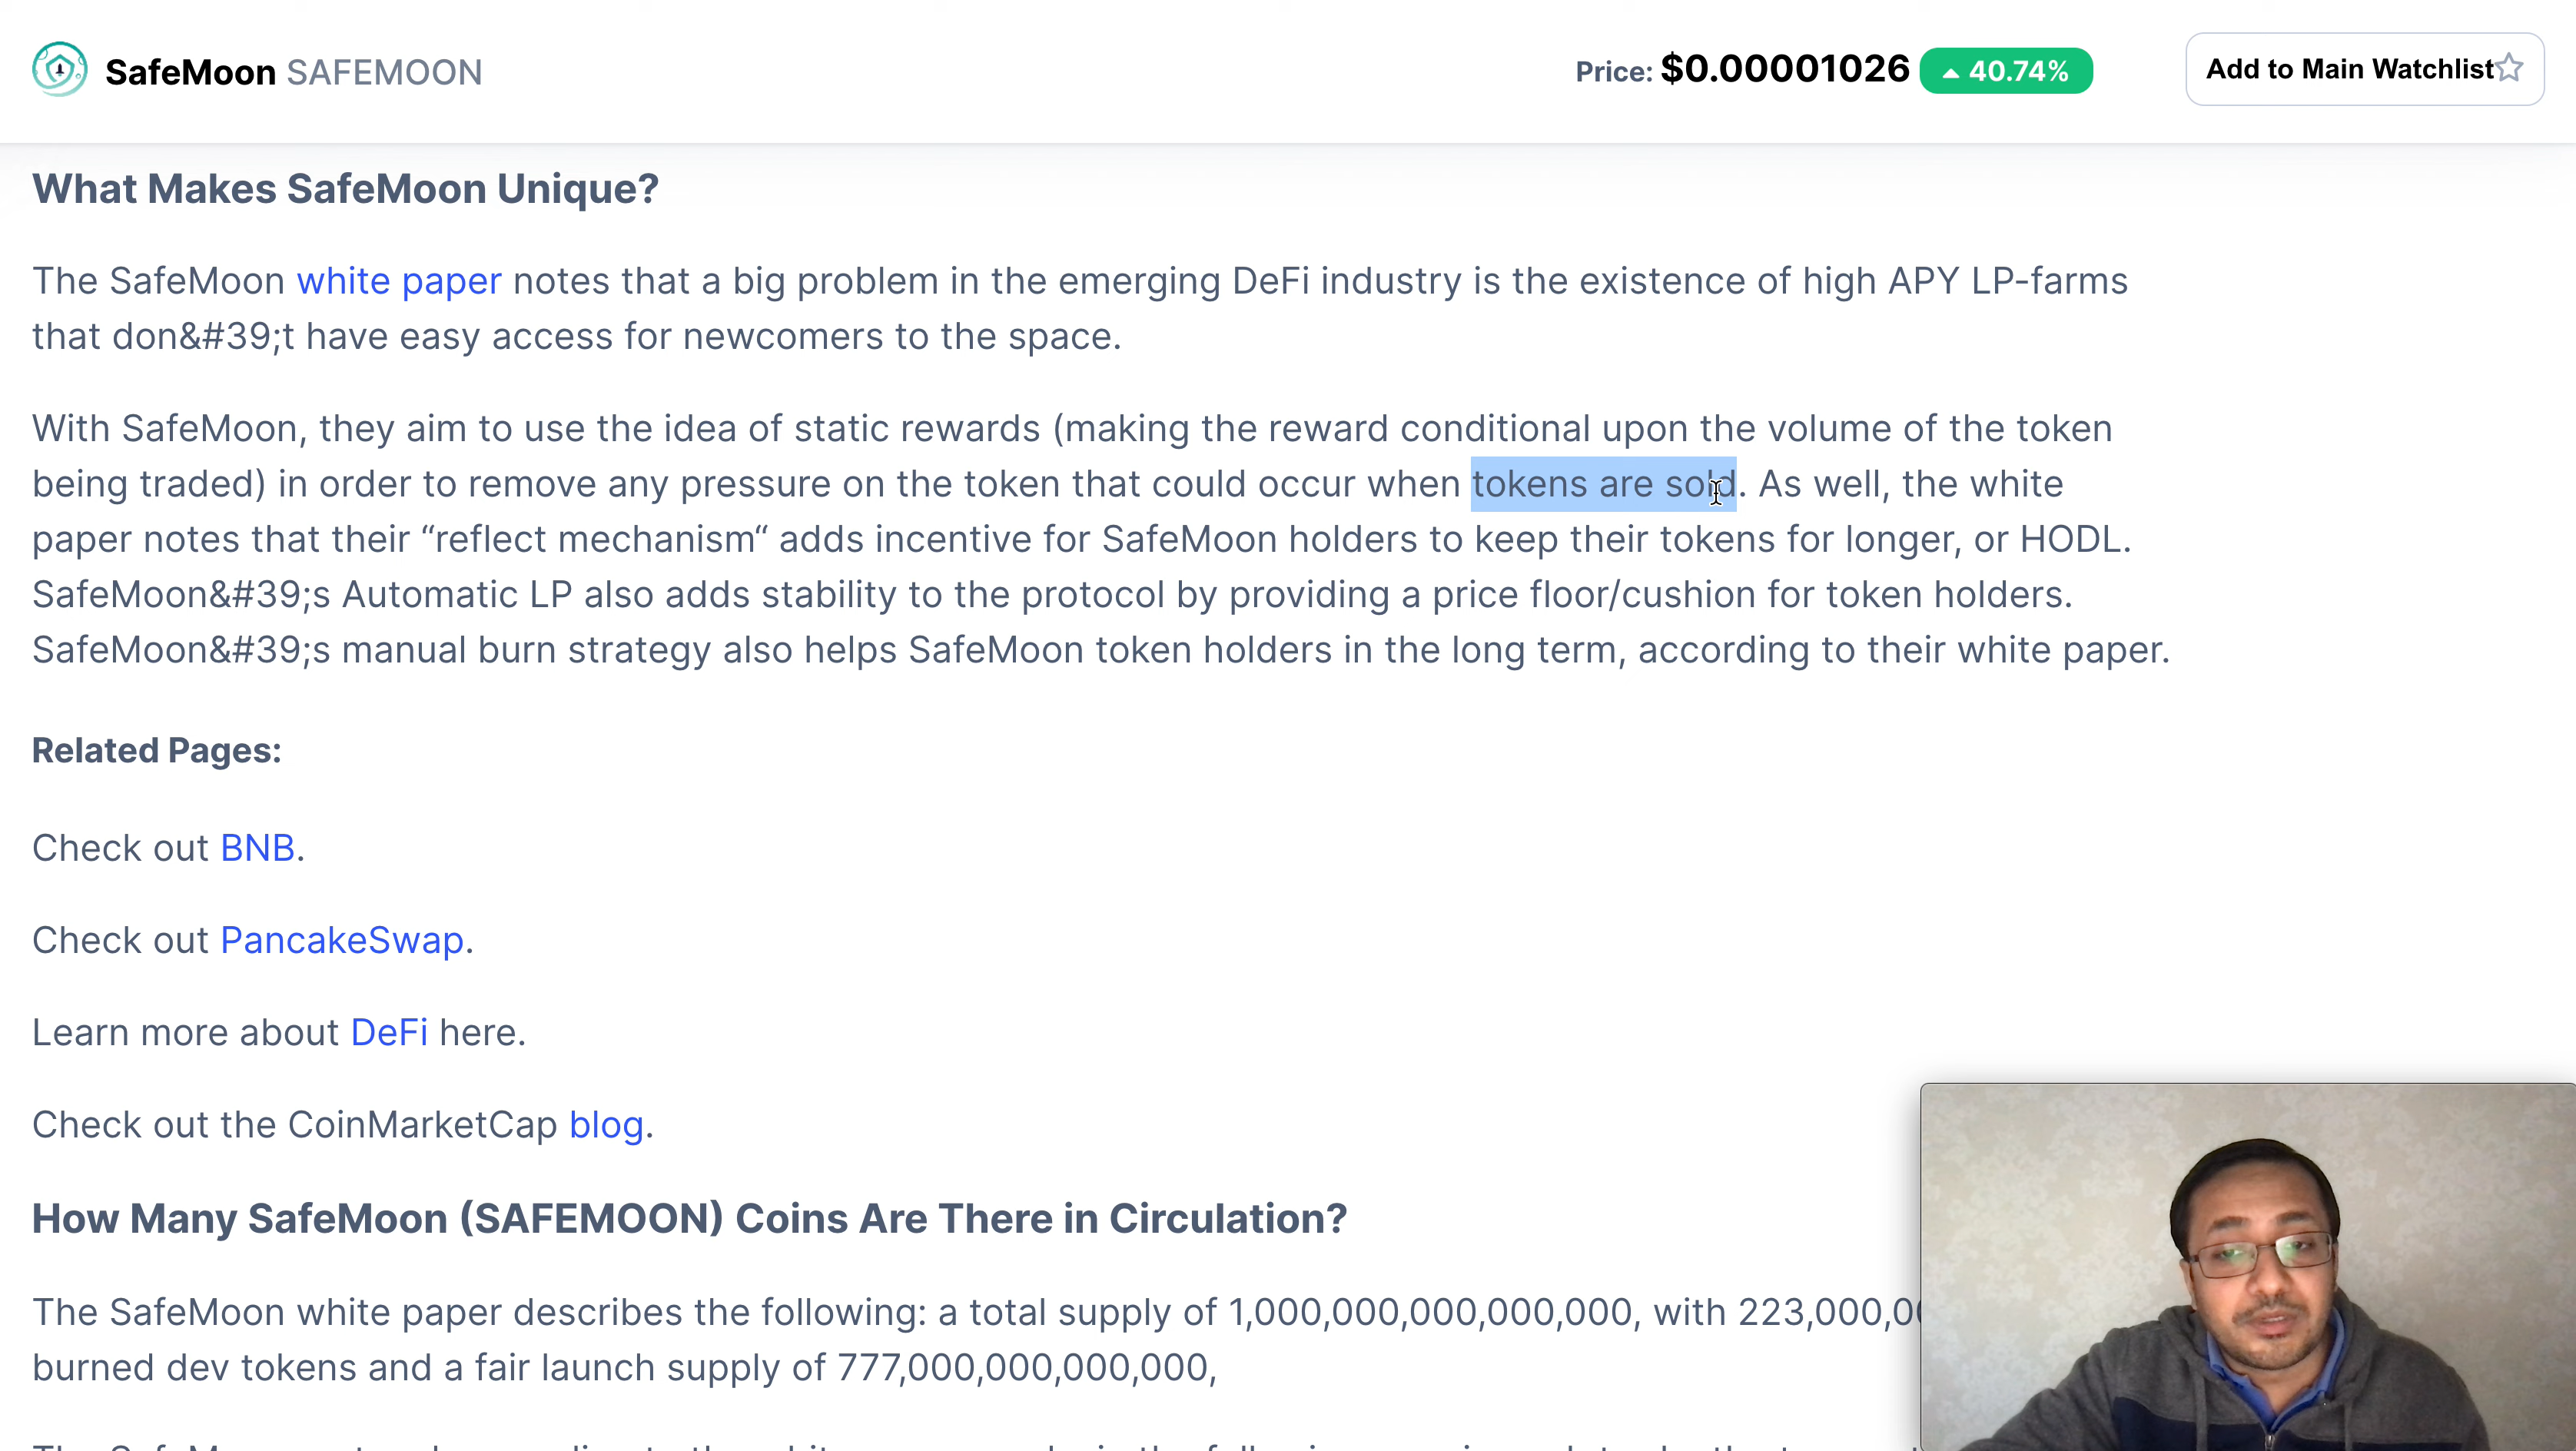 SafeMoon SAFEMOON
Price: $0.00001026 40.74%
Add to Main Watchlist
What Makes SafeMoon Unique?
The SafeMoon white paper notes that a big problem in the emerging DeFi industry is the existence of high APY LP-farms
that don&#39;t have easy access for newcomers to the space.
With SafeMoon, they aim to use the idea of static rewards (making the reward conditional upon the volume of the token
being traded) in order to remove any pressure on the token that could occur when tokens are sold. As well, the white
paper notes that their “reflect mechanism“ adds incentive for SafeMoon holders to keep their tokens for longer, or HODL.
SafeMoon&#39;s Automatic LP also adds stability to the protocol by providing a price floor/cushion for token holders.
SafeMoon&#39;s manual burn strategy also helps SafeMoon token holders in the long term, according to their white paper.
Related Pages:
Check out BNB.
Check out PancakeSwap.
Learn more about DeFi here.
Check out the CoinMarketCap blog.
How Many SafeMoon (SAFEMOON) Coins Are There in Circulation?
The SafeMoon white paper describes the following: a total supply of 1,000,000,000,000,000, with
burned dev tokens and a fair launch supply of 777,000,000,000,000,